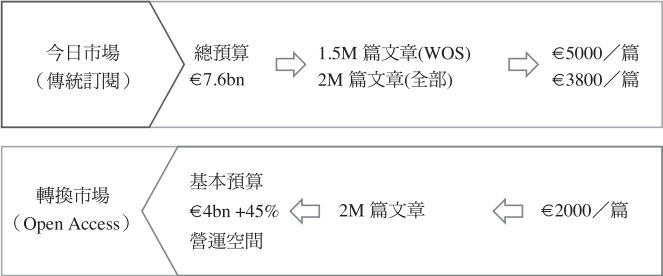 今日市場
（傳統訂閱）
總預算
€7.6bn
1.5M 篇文章(WOS)
2M 篇文章(全部)
€5000／篇
€3800／篇
轉換市場
（Open Access）
基本預算
€4bn +45%
營運空間
2M 篇文章
€2000／篇